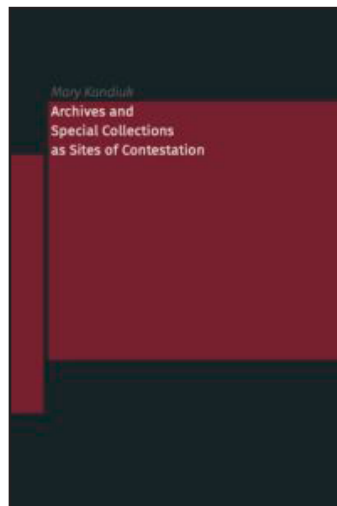 Mary Kandiuk
Archives and
Special Collections
as Sites of Contestation